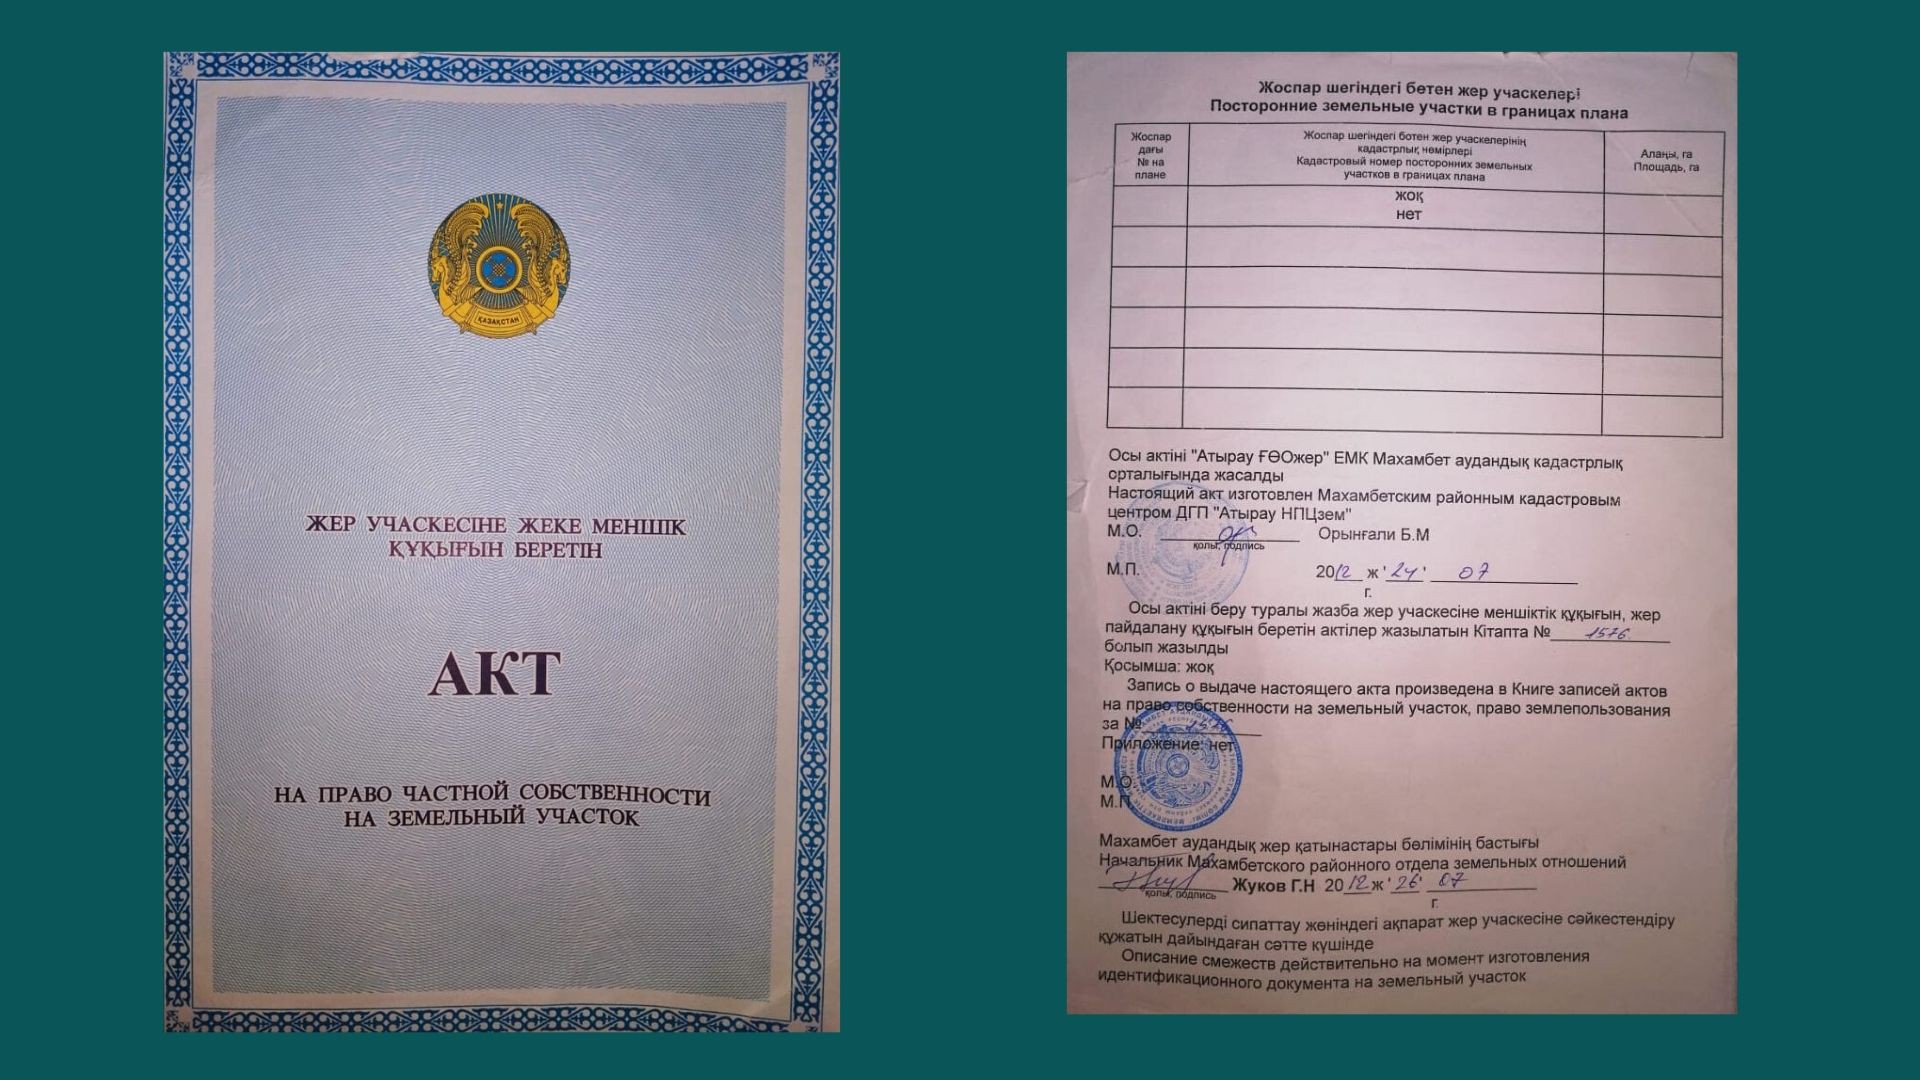 ҚАЗАҚСТАН
ЖЕР УЧАСКЕСІНЕ ЖЕКЕ МЕНШІК
ҚҰҚЫҒЫН БЕРЕТІН
АКТ
НА ПРАВО ЧАСТНОЙ СОБСТВЕННОСТИ
НА ЗЕМЕЛЬНЫЙ УЧАСТОК
Жоспар шегіндегі бөтен жер учаскелері
Посторонние земельные участки в границах плана
Жоспар
дағы
№ на
плане
Жоспар шегіндегі ботен жер учаскелерінің
кадастрлық немірлері
Кадастровый номер посторонних земельных
участков в границах плана
Алаңы, га
Площадь, га
жоқ
нет
Осы актіні "Атырау ҒӨОжер" ЕМК Махамбет аудандық кадастрлық
орталығында жасалды
Настоящий акт изготовлен Махамбетским районным кадастровым
центром ДГП "Атырау НПЦзем"
М.О. Орынғали Б.М
қолы, подпись
М.П. 2012 ж '24' 07
г.
Осы актіні беру туралы жазба жер учаскесіне меншіктік құқығын, жер
пайдалану құқығын беретін актілер жазылатын Кітапта № 1576
болып жазылды
Қосымша: жоқ
Запись о выдаче настоящего акта произведена в Книге записей актов
на право собственности на земельный участок, право землепользования
за № 1576
Приложение: нет
М.О.
М.П.
Махамбет аудандық жер қатынастары бөлімінің бастығы
Начальник Махамбетского районного отдела земельных отношений
Жуков Г.Н 2012 ж '26' 07
қолы, подпись
г.
Шектесулерді сипаттау жөніндегі ақпарат жер учаскесіне сәйкестендіру
құжатын дайындаған сәтте күшінде
Описание смежеств действительно на момент изготовления
идентификационного документа на земельный участок